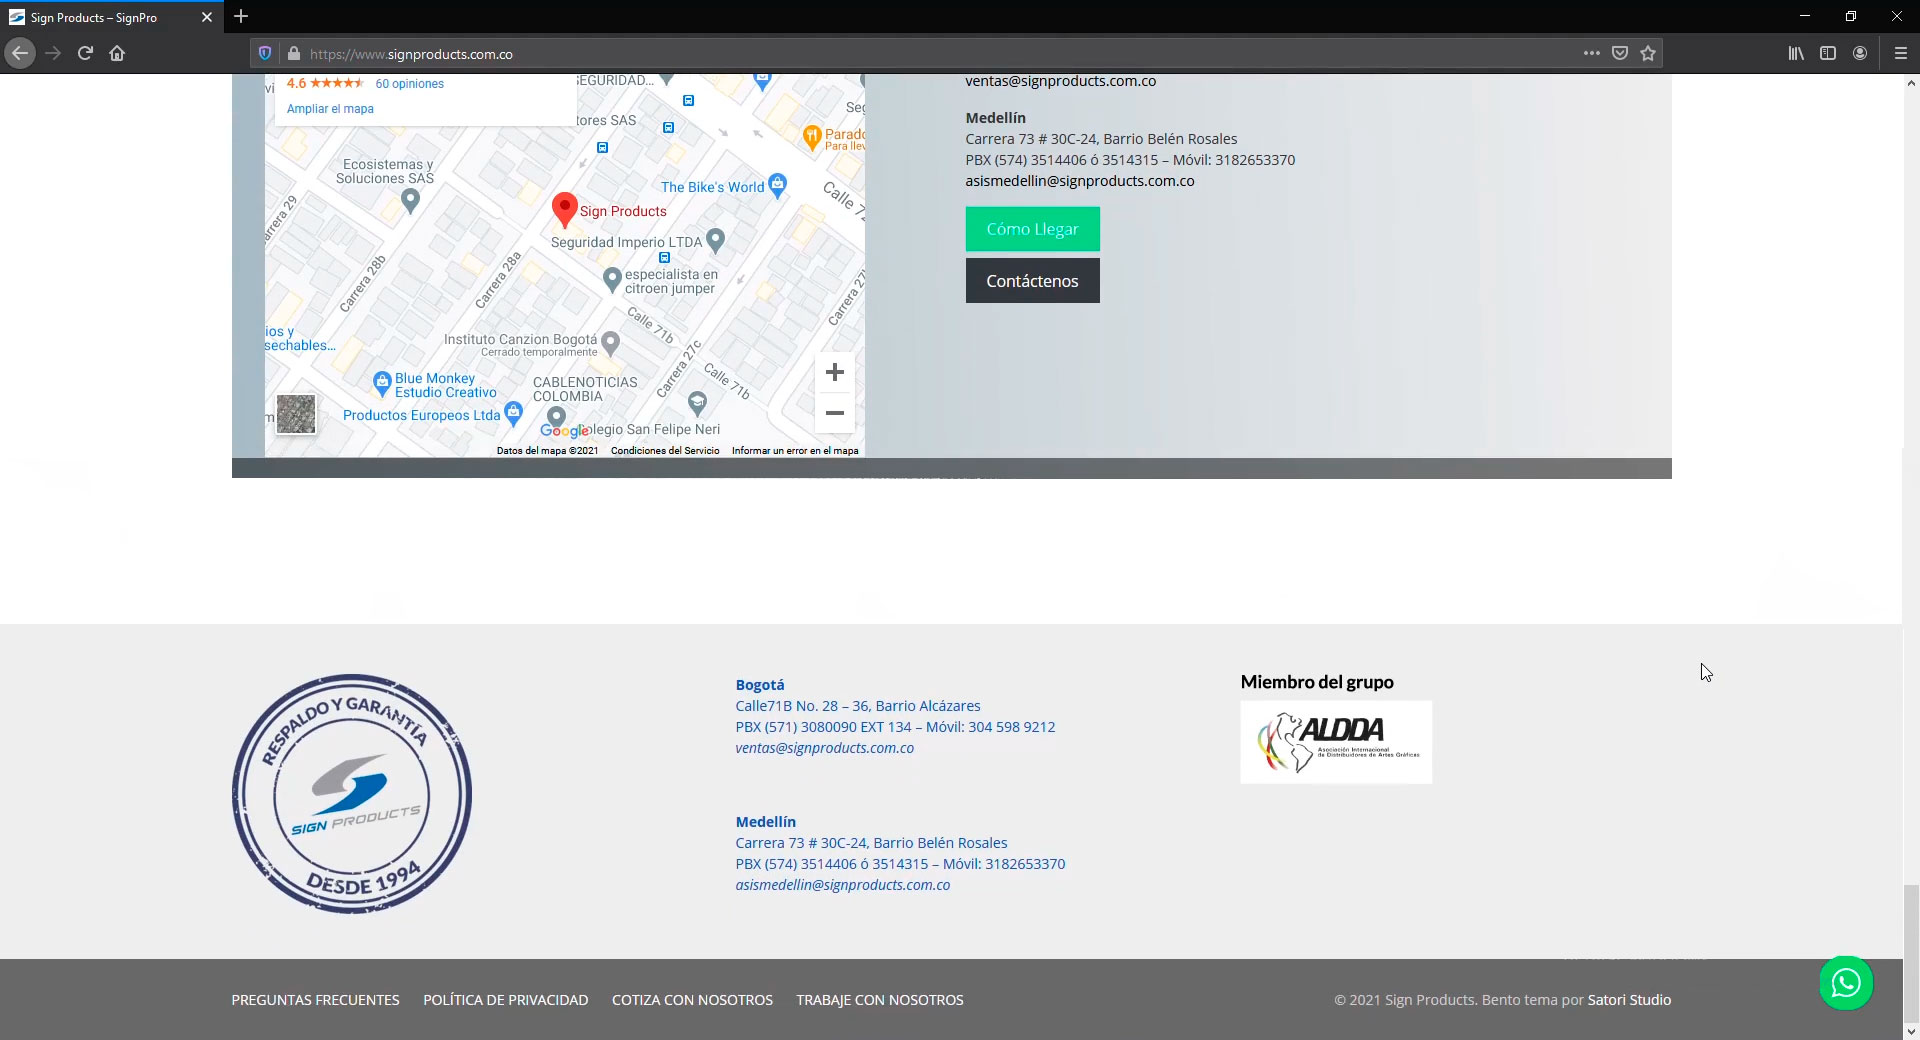 Sign Products – SignPro
https://www.signproducts.com.co
4.6
60 opiniones
Ampliar el mapa
SEGURIDAD...
tores SAS
Parado
Para llev
Ecosistemas y
Soluciones SAS
The Bike's World
Calle 72
Carrera 29
Sign Products
Seguridad Imperio LTDA
especialista en
citroen jumper
Carrera 28b
Carrera 28a
Carrera 27
Calle 71b
ios y
sechables...
Instituto Canzion Bogotá
Cerrado temporalmente
Carrera 27c
Calle 71b
Blue Monkey
Estudio Creativo
CABLENOTICIAS
COLOMBIA
Productos Europeos Ltda
Google
olegio San Felipe Neri
Datos del mapa ©2021 Condiciones del Servicio Informar un error en el mapa
ventas@signproducts.com.co
Medellín
Carrera 73 # 30C-24, Barrio Belén Rosales
PBX (574) 3514406 ó 3514315 – Móvil: 3182653370
asismedellin@signproducts.com.co
Cómo Llegar
Contáctenos
RESPALDO Y GARANTÍA
SIGN PRODUCTS
DESDE 1994
Bogotá
Calle71B No. 28 – 36, Barrio Alcázares
PBX (571) 3080090 EXT 134 – Móvil: 304 598 9212
ventas@signproducts.com.co
Medellín
Carrera 73 # 30C-24, Barrio Belén Rosales
PBX (574) 3514406 ó 3514315 – Móvil: 3182653370
asismedellin@signproducts.com.co
Miembro del grupo
ALDDA
Asociación Internacional
de Distribuidores de Artes Gráficas
PREGUNTAS FRECUENTES POLÍTICA DE PRIVACIDAD COTIZA CON NOSOTROS TRABAJE CON NOSOTROS
© 2021 Sign Products. Bento tema por Satori Studio